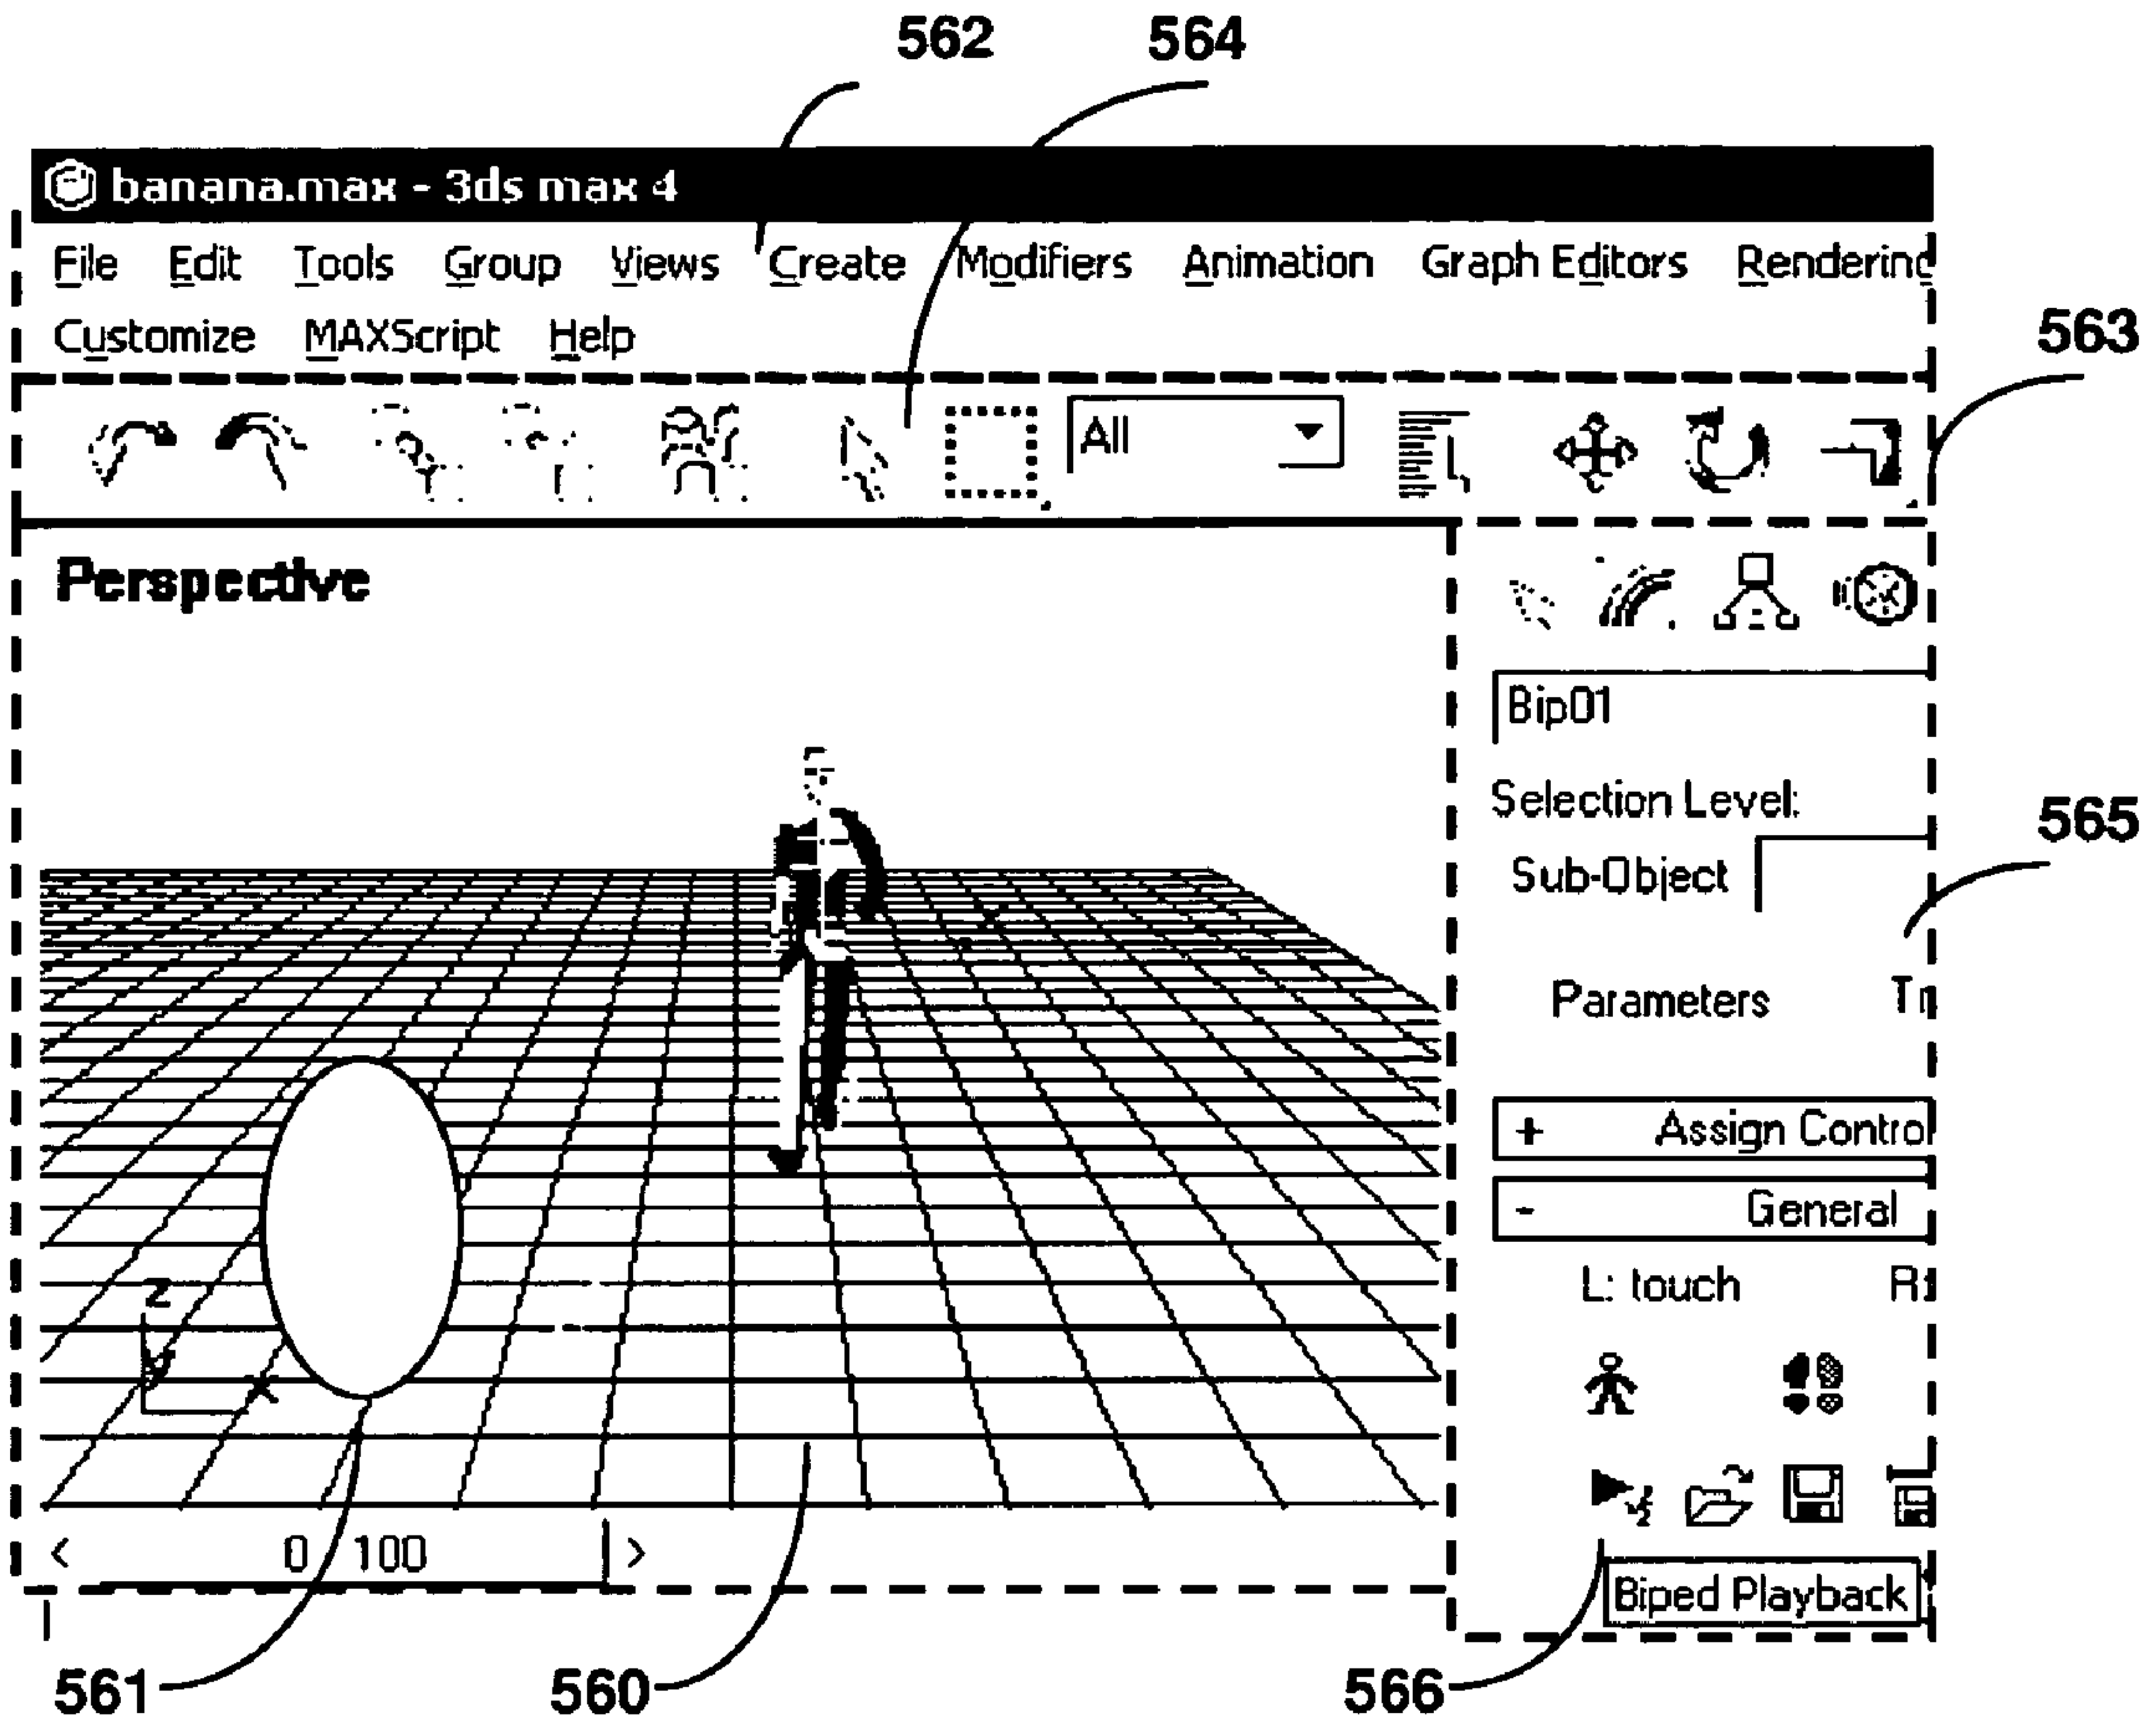 562 564
banana.max - 3ds max 4
File Edit Tools Group Views Create Modifiers Animation Graph Editors Rendering
Customize MAXScript Help
563
All
Perspective
Bip01
Selection Level:
565
Sub-Object
Parameters
+ Assign Control
- General
L: touch
z
y
x
< 0 100 >
Biped Playback
561 560 566